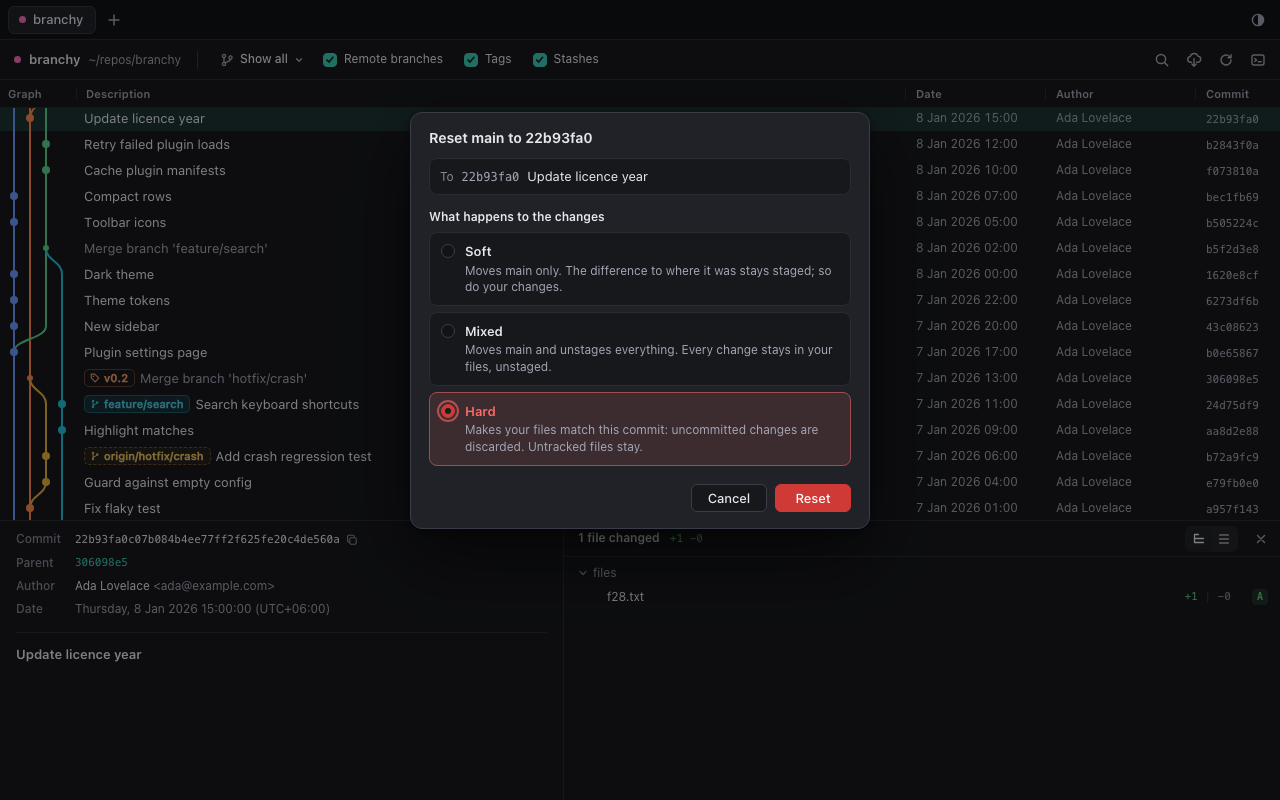 branchy
branchy ~/repos/branchy Show all Remote branches Tags Stashes
Graph Description Date Author Commit
Update licence year 8 Jan 2026 15:00 Ada Lovelace 22b93fa0
Retry failed plugin loads 8 Jan 2026 12:00 Ada Lovelace b2843f0a
Cache plugin manifests 8 Jan 2026 10:00 Ada Lovelace f073810a
Compact rows 8 Jan 2026 07:00 Ada Lovelace bec1fb69
Toolbar icons 8 Jan 2026 05:00 Ada Lovelace b505224c
Merge branch 'feature/search' 8 Jan 2026 02:00 Ada Lovelace b5f2d3e8
Dark theme 8 Jan 2026 00:00 Ada Lovelace 1620e8cf
Theme tokens 7 Jan 2026 22:00 Ada Lovelace 6273df6b
New sidebar 7 Jan 2026 20:00 Ada Lovelace 43c08623
Plugin settings page 7 Jan 2026 17:00 Ada Lovelace b0e65867
v0.2 Merge branch 'hotfix/crash' 7 Jan 2026 13:00 Ada Lovelace 306098e5
feature/search Search keyboard shortcuts 7 Jan 2026 11:00 Ada Lovelace 24d75df9
Highlight matches 7 Jan 2026 09:00 Ada Lovelace aa8d2e88
origin/hotfix/crash Add crash regression test 7 Jan 2026 06:00 Ada Lovelace b72a9fc9
Guard against empty config 7 Jan 2026 04:00 Ada Lovelace e79fb0e0
Fix flaky test 7 Jan 2026 01:00 Ada Lovelace a957f143
Reset main to 22b93fa0
To 22b93fa0 Update licence year
What happens to the changes
Soft
Moves main only. The difference to where it was stays staged; so
do your changes.
Mixed
Moves main and unstages everything. Every change stays in your
files, unstaged.
Hard
Makes your files match this commit: uncommitted changes are
discarded. Untracked files stay.
Cancel Reset
Commit 22b93fa0c07b084b4ee77ff2f625fe20c4de560a
Parent 306098e5
Author Ada Lovelace <ada@example.com>
Date Thursday, 8 Jan 2026 15:00:00 (UTC+06:00)
Update licence year
1 file changed +1 −0
files
f28.txt +1 | −0 A